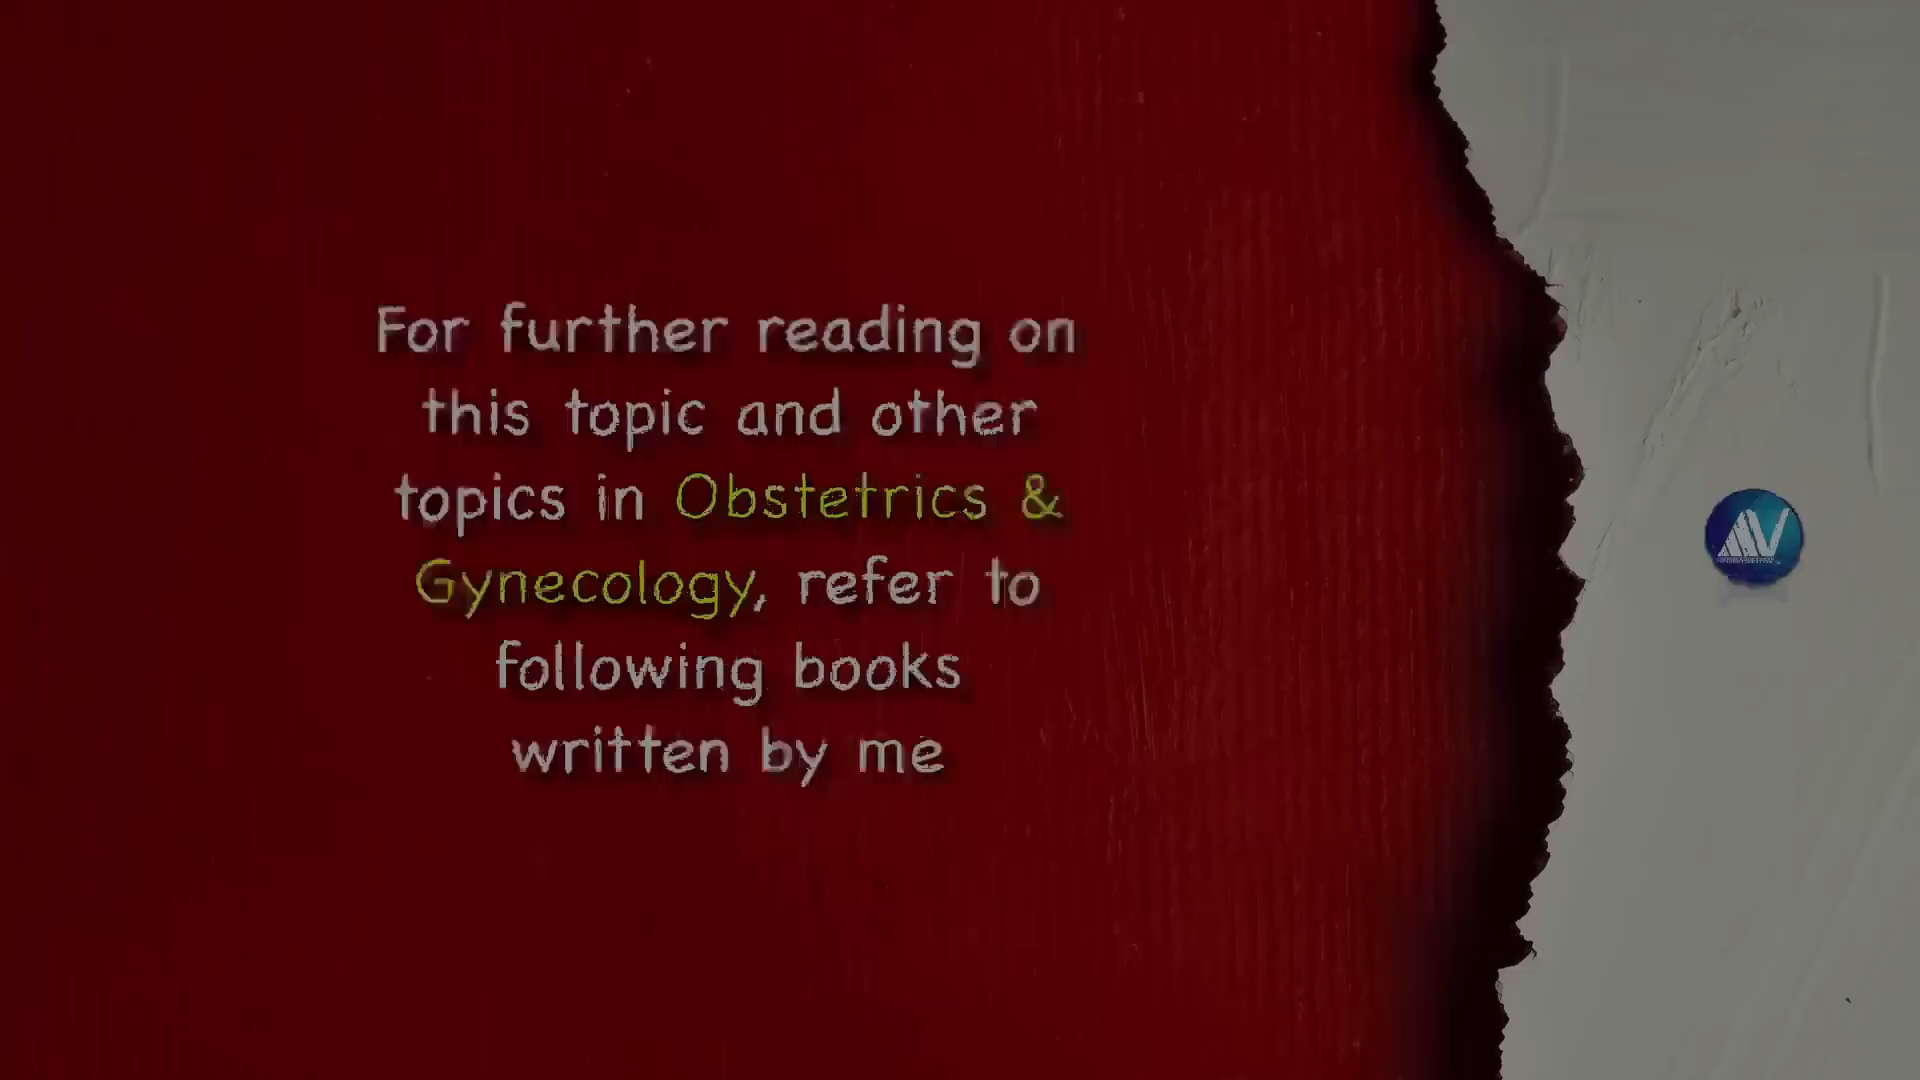 For further reading on
this topic and other
topics in Obstetrics &
Gynecology, refer to
following books
written by me
AV